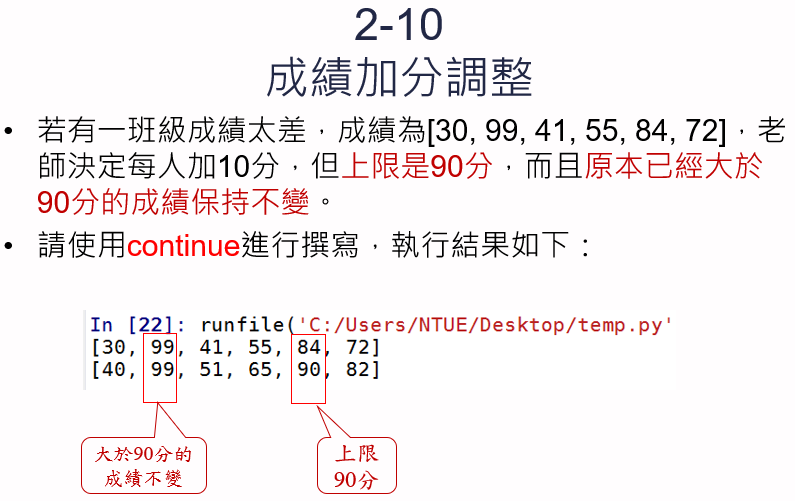 2-10
成績加分調整
• 若有一班級成績太差，成績為[30, 99, 41, 55, 84, 72]，老
師決定每人加10分，但上限是90分，而且原本已經大於
90分的成績保持不變。
• 請使用continue進行撰寫，執行結果如下：
In [22]: runfile('C:/Users/NTUE/Desktop/temp.py'
[30, 99, 41, 55, 84, 72]
[40, 99, 51, 65, 90, 82]
大於90分的
成績不變
上限
90分